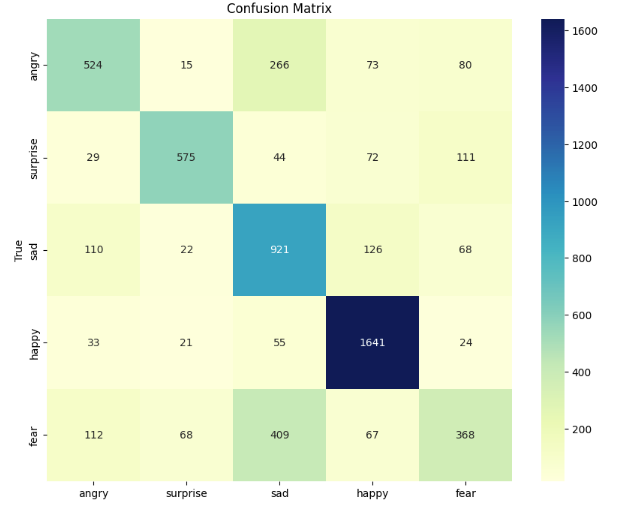 Confusion Matrix
angry 524 15 266 73 80
surprise 29 575 44 72 111
sad 110 22 921 126 68
happy 33 21 55 1641 24
fear 112 68 409 67 368
True
angry surprise sad happy fear
1600
1400
1200
1000
800
600
400
200